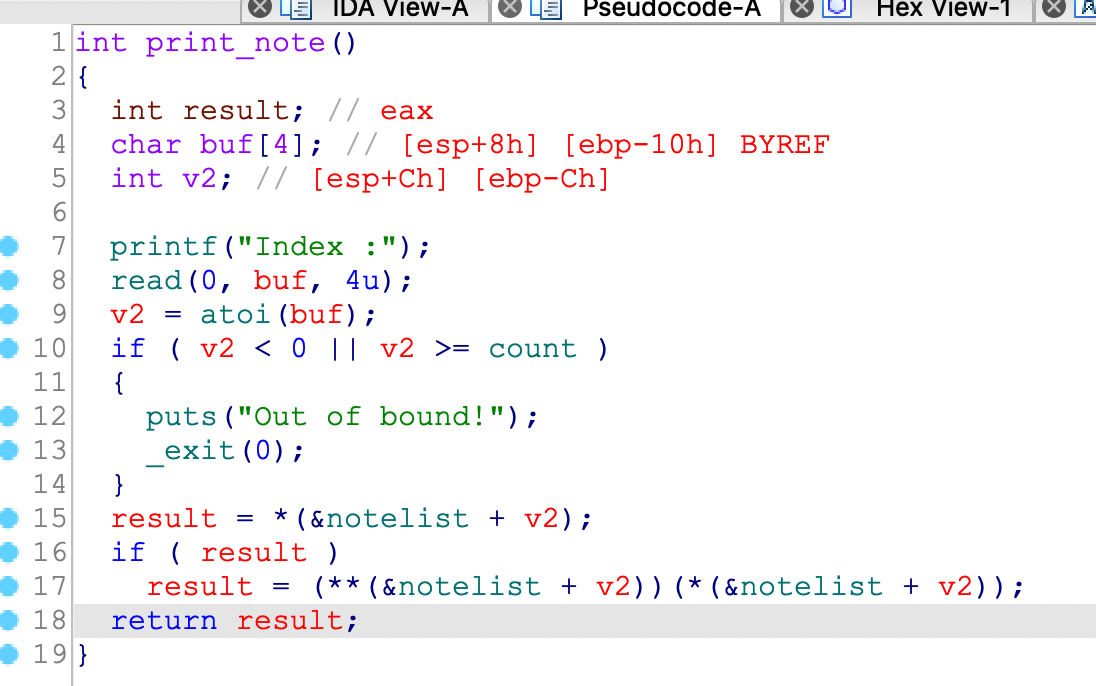 IDA View-A Pseudocode-A Hex View-1
1 int print_note()
2 {
3   int result; // eax
4   char buf[4]; // [esp+8h] [ebp-10h] BYREF
5   int v2; // [esp+Ch] [ebp-Ch]
6
7   printf("Index :");
8   read(0, buf, 4u);
9   v2 = atoi(buf);
10   if ( v2 < 0 || v2 >= count )
11   {
12     puts("Out of bound!");
13     _exit(0);
14   }
15   result = *(&notelist + v2);
16   if ( result )
17     result = (**(&notelist + v2))(*(&notelist + v2));
18   return result;
19 }